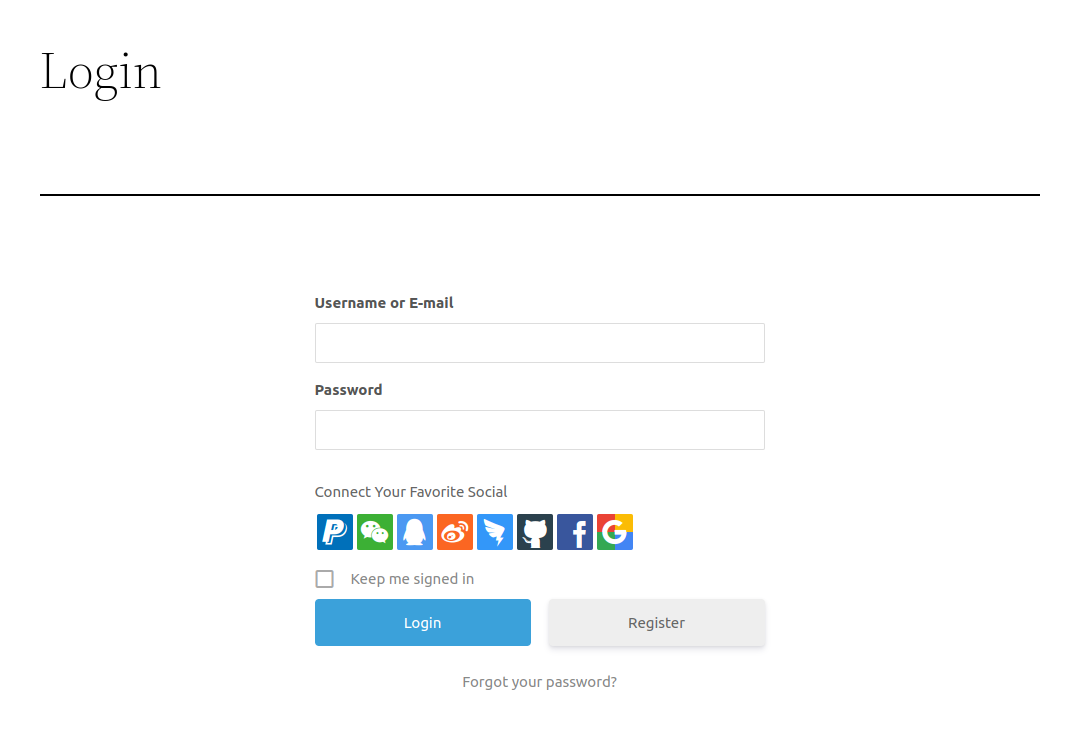 Login
Username or E-mail
Password
Connect Your Favorite Social
Keep me signed in
Login
Register
Forgot your password?